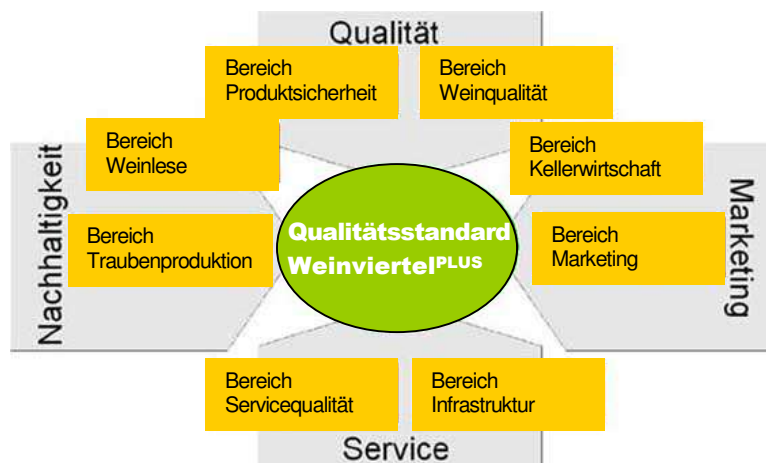 Qualität
Bereich
Produktsicherheit
Bereich
Weinqualität
Bereich
Weinlese
Bereich
Kellerwirtschaft
Nachhaltigkeit
Bereich
Traubenproduktion
Qualitätsstandard
Weinviertelᴾᴸᵁˢ
Bereich
Marketing
Marketing
Bereich
Servicequalität
Bereich
Infrastruktur
Service